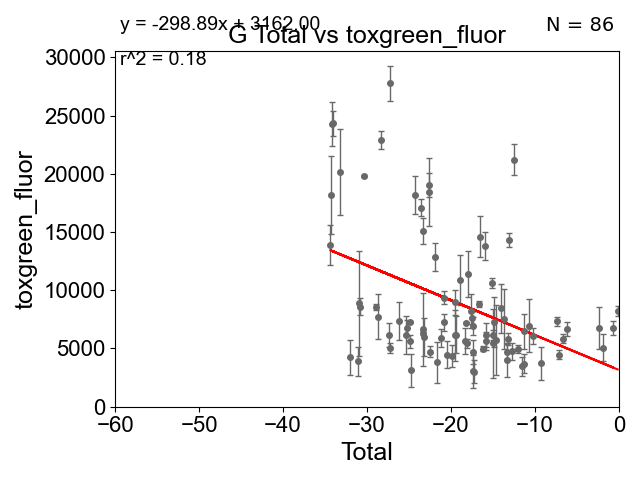 y = -298.89x + 3162.00
N = 86
G Total vs toxgreen_fluor
r^2 = 0.18
30000
25000
20000
15000
10000
5000
0
toxgreen_fluor
−60 −50 −40 −30 −20 −10 0
Total